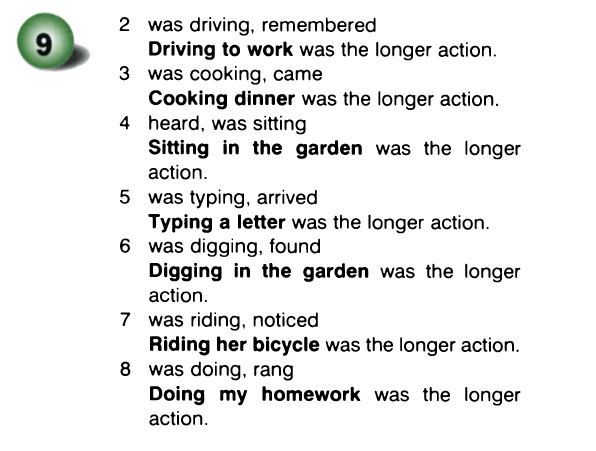 9
2 was driving, remembered
Driving to work was the longer action.
3 was cooking, came
Cooking dinner was the longer action.
4 heard, was sitting
Sitting in the garden was the longer
action.
5 was typing, arrived
Typing a letter was the longer action.
6 was digging, found
Digging in the garden was the longer
action.
7 was riding, noticed
Riding her bicycle was the longer action.
8 was doing, rang
Doing my homework was the longer
action.